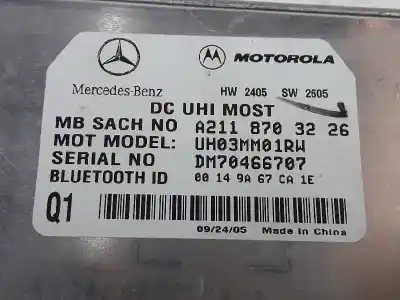 MOTOROLA
Mercedes-Benz HW 2405 SW 2605
DC UHI MOST
MB SACH NO A211 870 32 26
MOT MODEL: UH03MM01RW
SERIAL NO DM70466707
BLUETOOTH ID 00 14 9A 67 CA 1E
Q1
09/24/05 Made in China